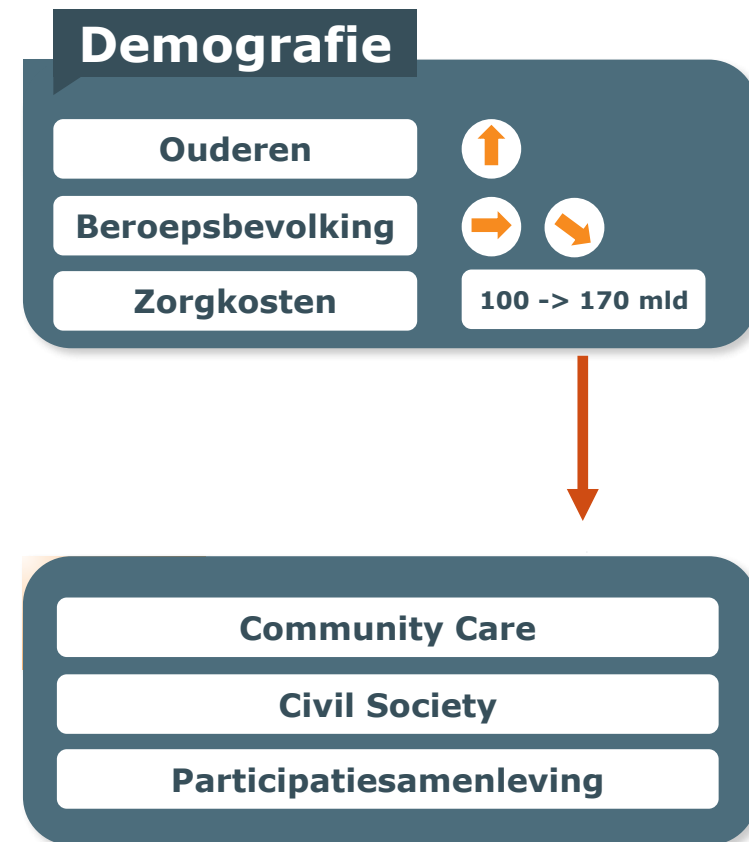 Demografie
Ouderen
Beroepsbevolking
Zorgkosten
100 -> 170 mld
Community Care
Civil Society
Participatiesamenleving